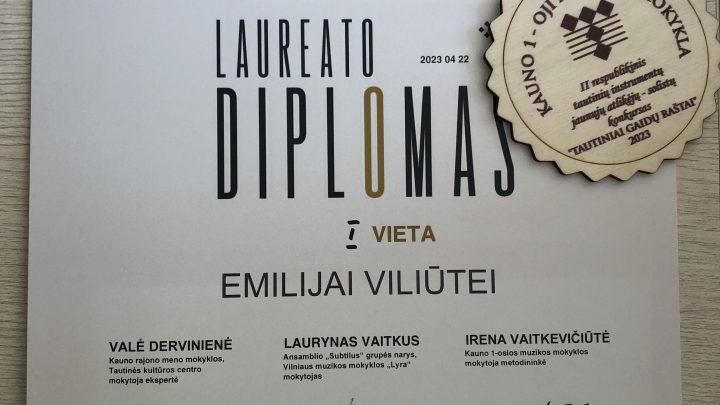 LAUREATO
2023 04 22
DIPLOMAS
I VIETA
EMILIJAI VILIŪTEI
VALĖ DERVINIENĖ
Kauno rajono meno mokyklos,
Tautinės kultūros centro
mokytoja ekspertė
LAURYNAS VAITKUS
Ansamblio „Subtilus" grupės narys,
Vilniaus muzikos mokyklos „Lyra"
mokytojas
IRENA VAITKEVIČIŪTĖ
Kauno 1-osios muzikos mokyklos
mokytoja metodininkė
KAUNO 1 - OJI MOKYKLA
II respublikinis
tautinių instrumentų
jaunųjų atlikėjų - solistų
konkursas
"TAUTINIAI GAIDŲ RAŠTAI"
2023